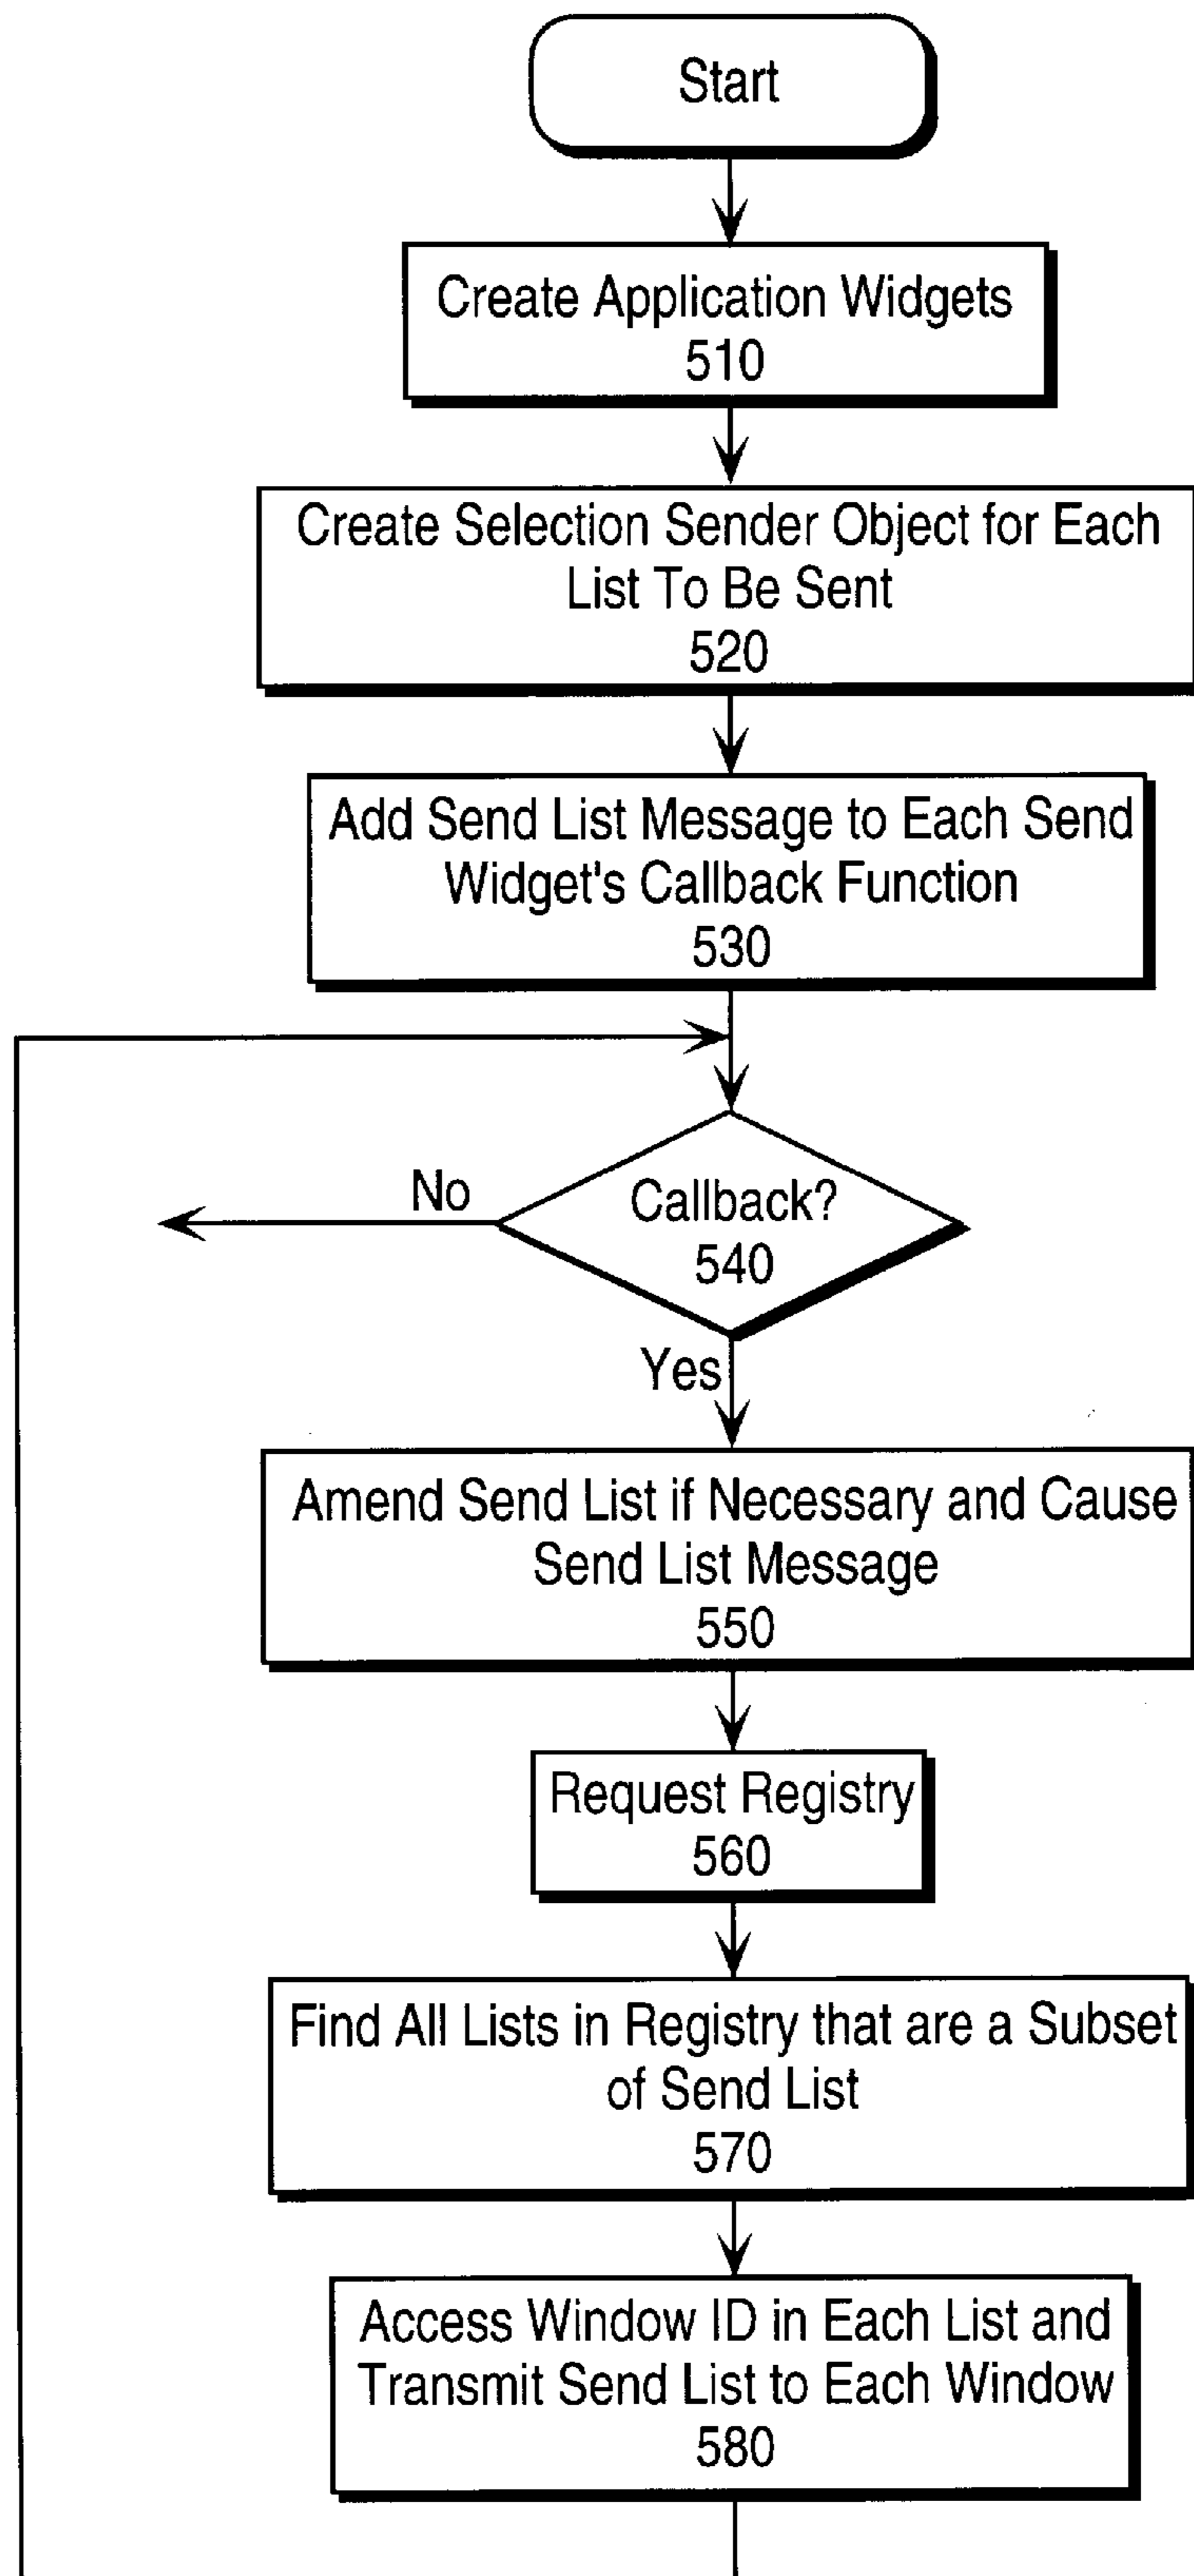 Start
Create Application Widgets
510
Create Selection Sender Object for Each
List To Be Sent
520
Add Send List Message to Each Send
Widget's Callback Function
530
No
Callback?
540
Yes
Amend Send List if Necessary and Cause
Send List Message
550
Request Registry
560
Find All Lists in Registry that are a Subset
of Send List
570
Access Window ID in Each List and
Transmit Send List to Each Window
580